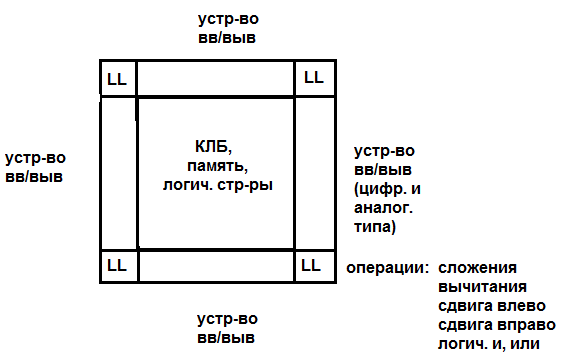 устр-во
вв/выв
LL
LL
КЛБ,
память,
логич. стр-ры
устр-во
вв/выв
устр-во
вв/выв
(цифр. и
аналог.
типа)
LL
LL
операции: сложения
вычитания
сдвига влево
сдвига вправо
логич. и, или
устр-во
вв/выв